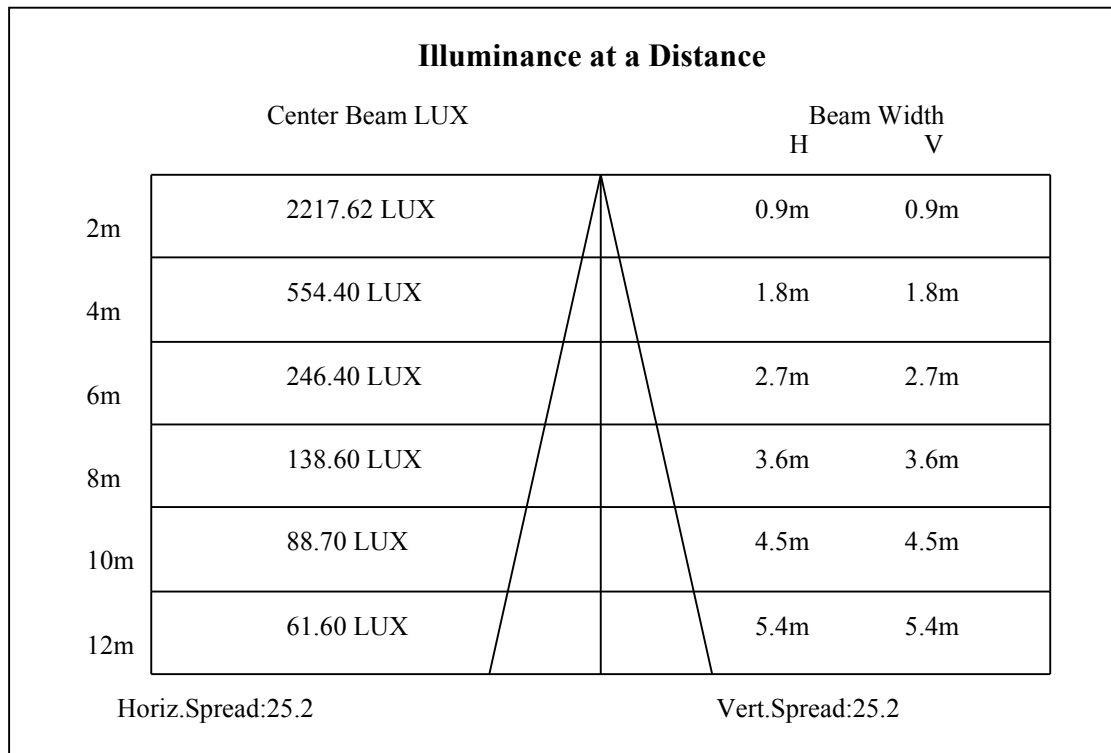 Illuminance at a Distance
Center Beam LUX Beam Width
H V
2m 2217.62 LUX 0.9m 0.9m
4m 554.40 LUX 1.8m 1.8m
6m 246.40 LUX 2.7m 2.7m
8m 138.60 LUX 3.6m 3.6m
10m 88.70 LUX 4.5m 4.5m
12m 61.60 LUX 5.4m 5.4m
Horiz.Spread:25.2 Vert.Spread:25.2